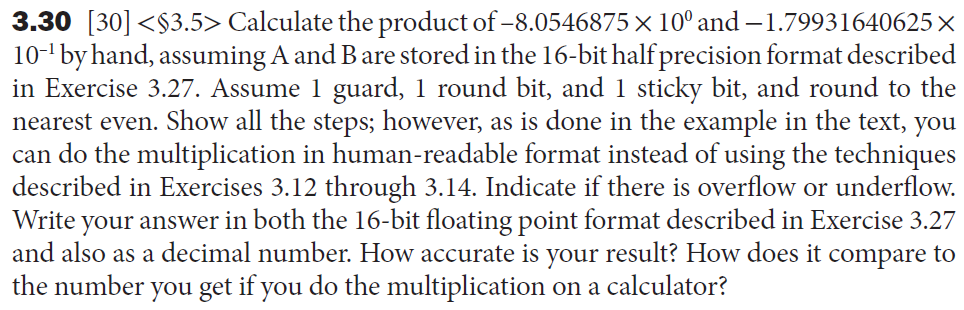 3.30 [30] <§3.5> Calculate the product of –8.0546875 × 10⁰ and –1.79931640625 ×
10⁻¹ by hand, assuming A and B are stored in the 16-bit half precision format described
in Exercise 3.27. Assume 1 guard, 1 round bit, and 1 sticky bit, and round to the
nearest even. Show all the steps; however, as is done in the example in the text, you
can do the multiplication in human-readable format instead of using the techniques
described in Exercises 3.12 through 3.14. Indicate if there is overflow or underflow.
Write your answer in both the 16-bit floating point format described in Exercise 3.27
and also as a decimal number. How accurate is your result? How does it compare to
the number you get if you do the multiplication on a calculator?